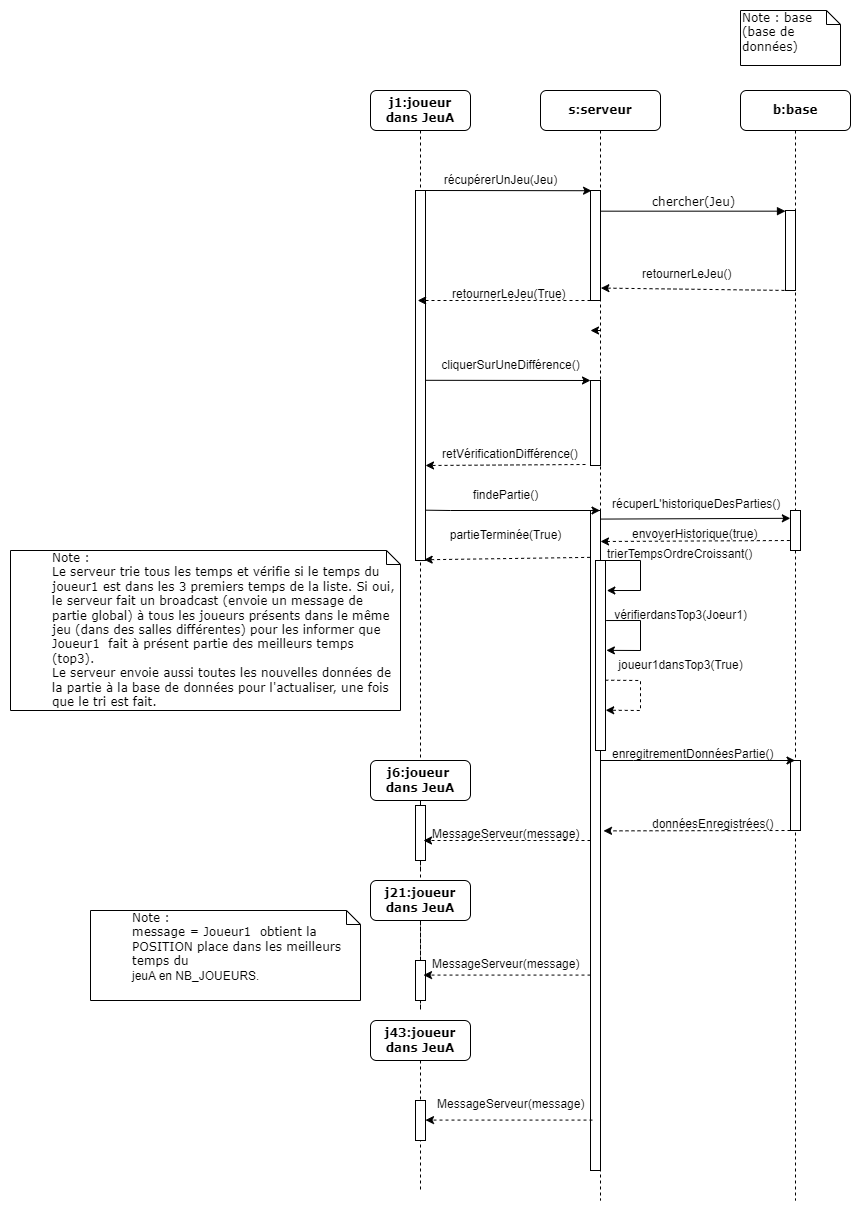 Note : base
(base de
données)
j1:joueur
dans JeuA
s:serveur
b:base
récupérerUnJeu(Jeu)
chercher(Jeu)
retournerLeJeu()
retournerLeJeu(True)
cliquerSurUneDifférence()
retVérificationDifférence()
findePartie()
récuperL'historiqueDesParties()
partieTerminée(True)
envoyerHistorique(true)
trierTempsOrdreCroissant()
Note :
Le serveur trie tous les temps et vérifie si le temps du
joueur1 est dans les 3 premiers temps de la liste. Si oui,
le serveur fait un broadcast (envoie un message de
partie global) à tous les joueurs présents dans le même
jeu (dans des salles différentes) pour les informer que
Joueur1 fait à présent partie des meilleurs temps
(top3).
Le serveur envoie aussi toutes les nouvelles données de
la partie à la base de données pour l'actualiser, une fois
que le tri est fait.
vérifierdansTop3(Joeur1)
joueur1dansTop3(True)
enregitrementDonnéesPartie()
j6:joueur
dans JeuA
donnéesEnregistrées()
MessageServeur(message)
j21:joueur
dans JeuA
Note :
message = Joueur1 obtient la
POSITION place dans les meilleurs
temps du
jeuA en NB_JOUEURS.
MessageServeur(message)
j43:joueur
dans JeuA
MessageServeur(message)